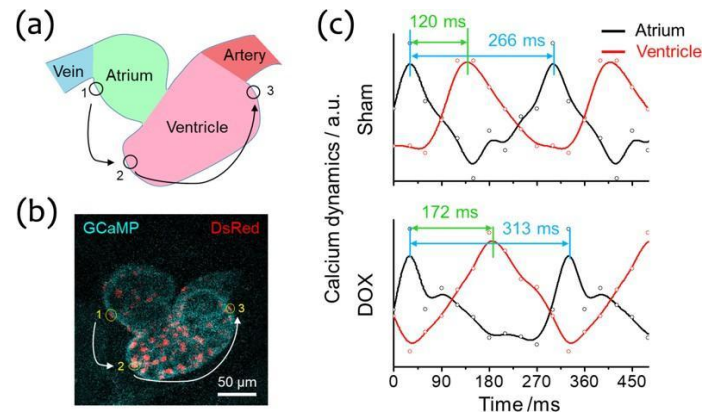 (a)
Vein
Atrium
Artery
Ventricle
1
2
3
(b)
GCaMP
DsRed
1
2
3
50 µm
(c)
Atrium
Ventricle
Calcium dynamics / a.u.
Sham
120 ms
266 ms
DOX
172 ms
313 ms
0 90 180 270 360 450
Time /ms